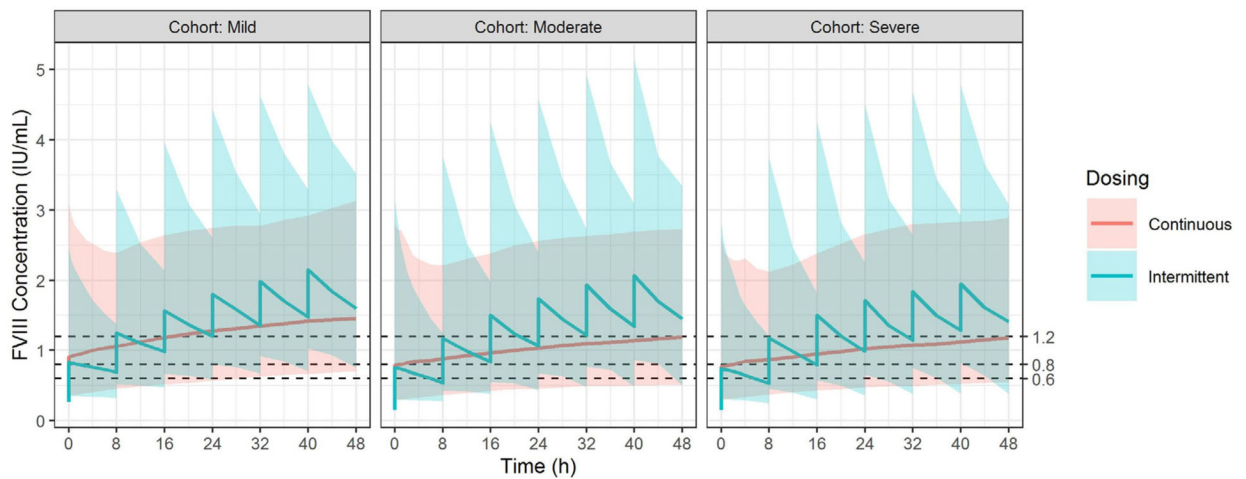 Cohort: Mild
Cohort: Moderate
Cohort: Severe
FVIII Concentration (IU/mL)
5
4
3
2
1
0
1.2
0.8
0.6
0 8 16 24 32 40 48
0 8 16 24 32 40 48
0 8 16 24 32 40 48
Time (h)
Dosing
Continuous
Intermittent